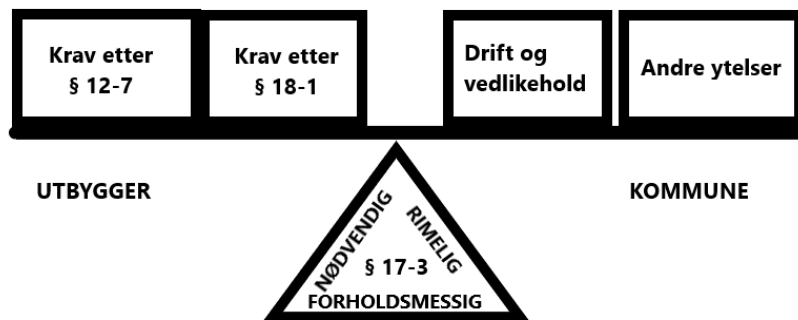 Krav etter
§ 12-7
Krav etter
§ 18-1
Drift og
vedlikehold
Andre ytelser
UTBYGGER
KOMMUNE
NØDVENDIG
RIMELIG
§ 17-3
FORHOLDSMESSIG